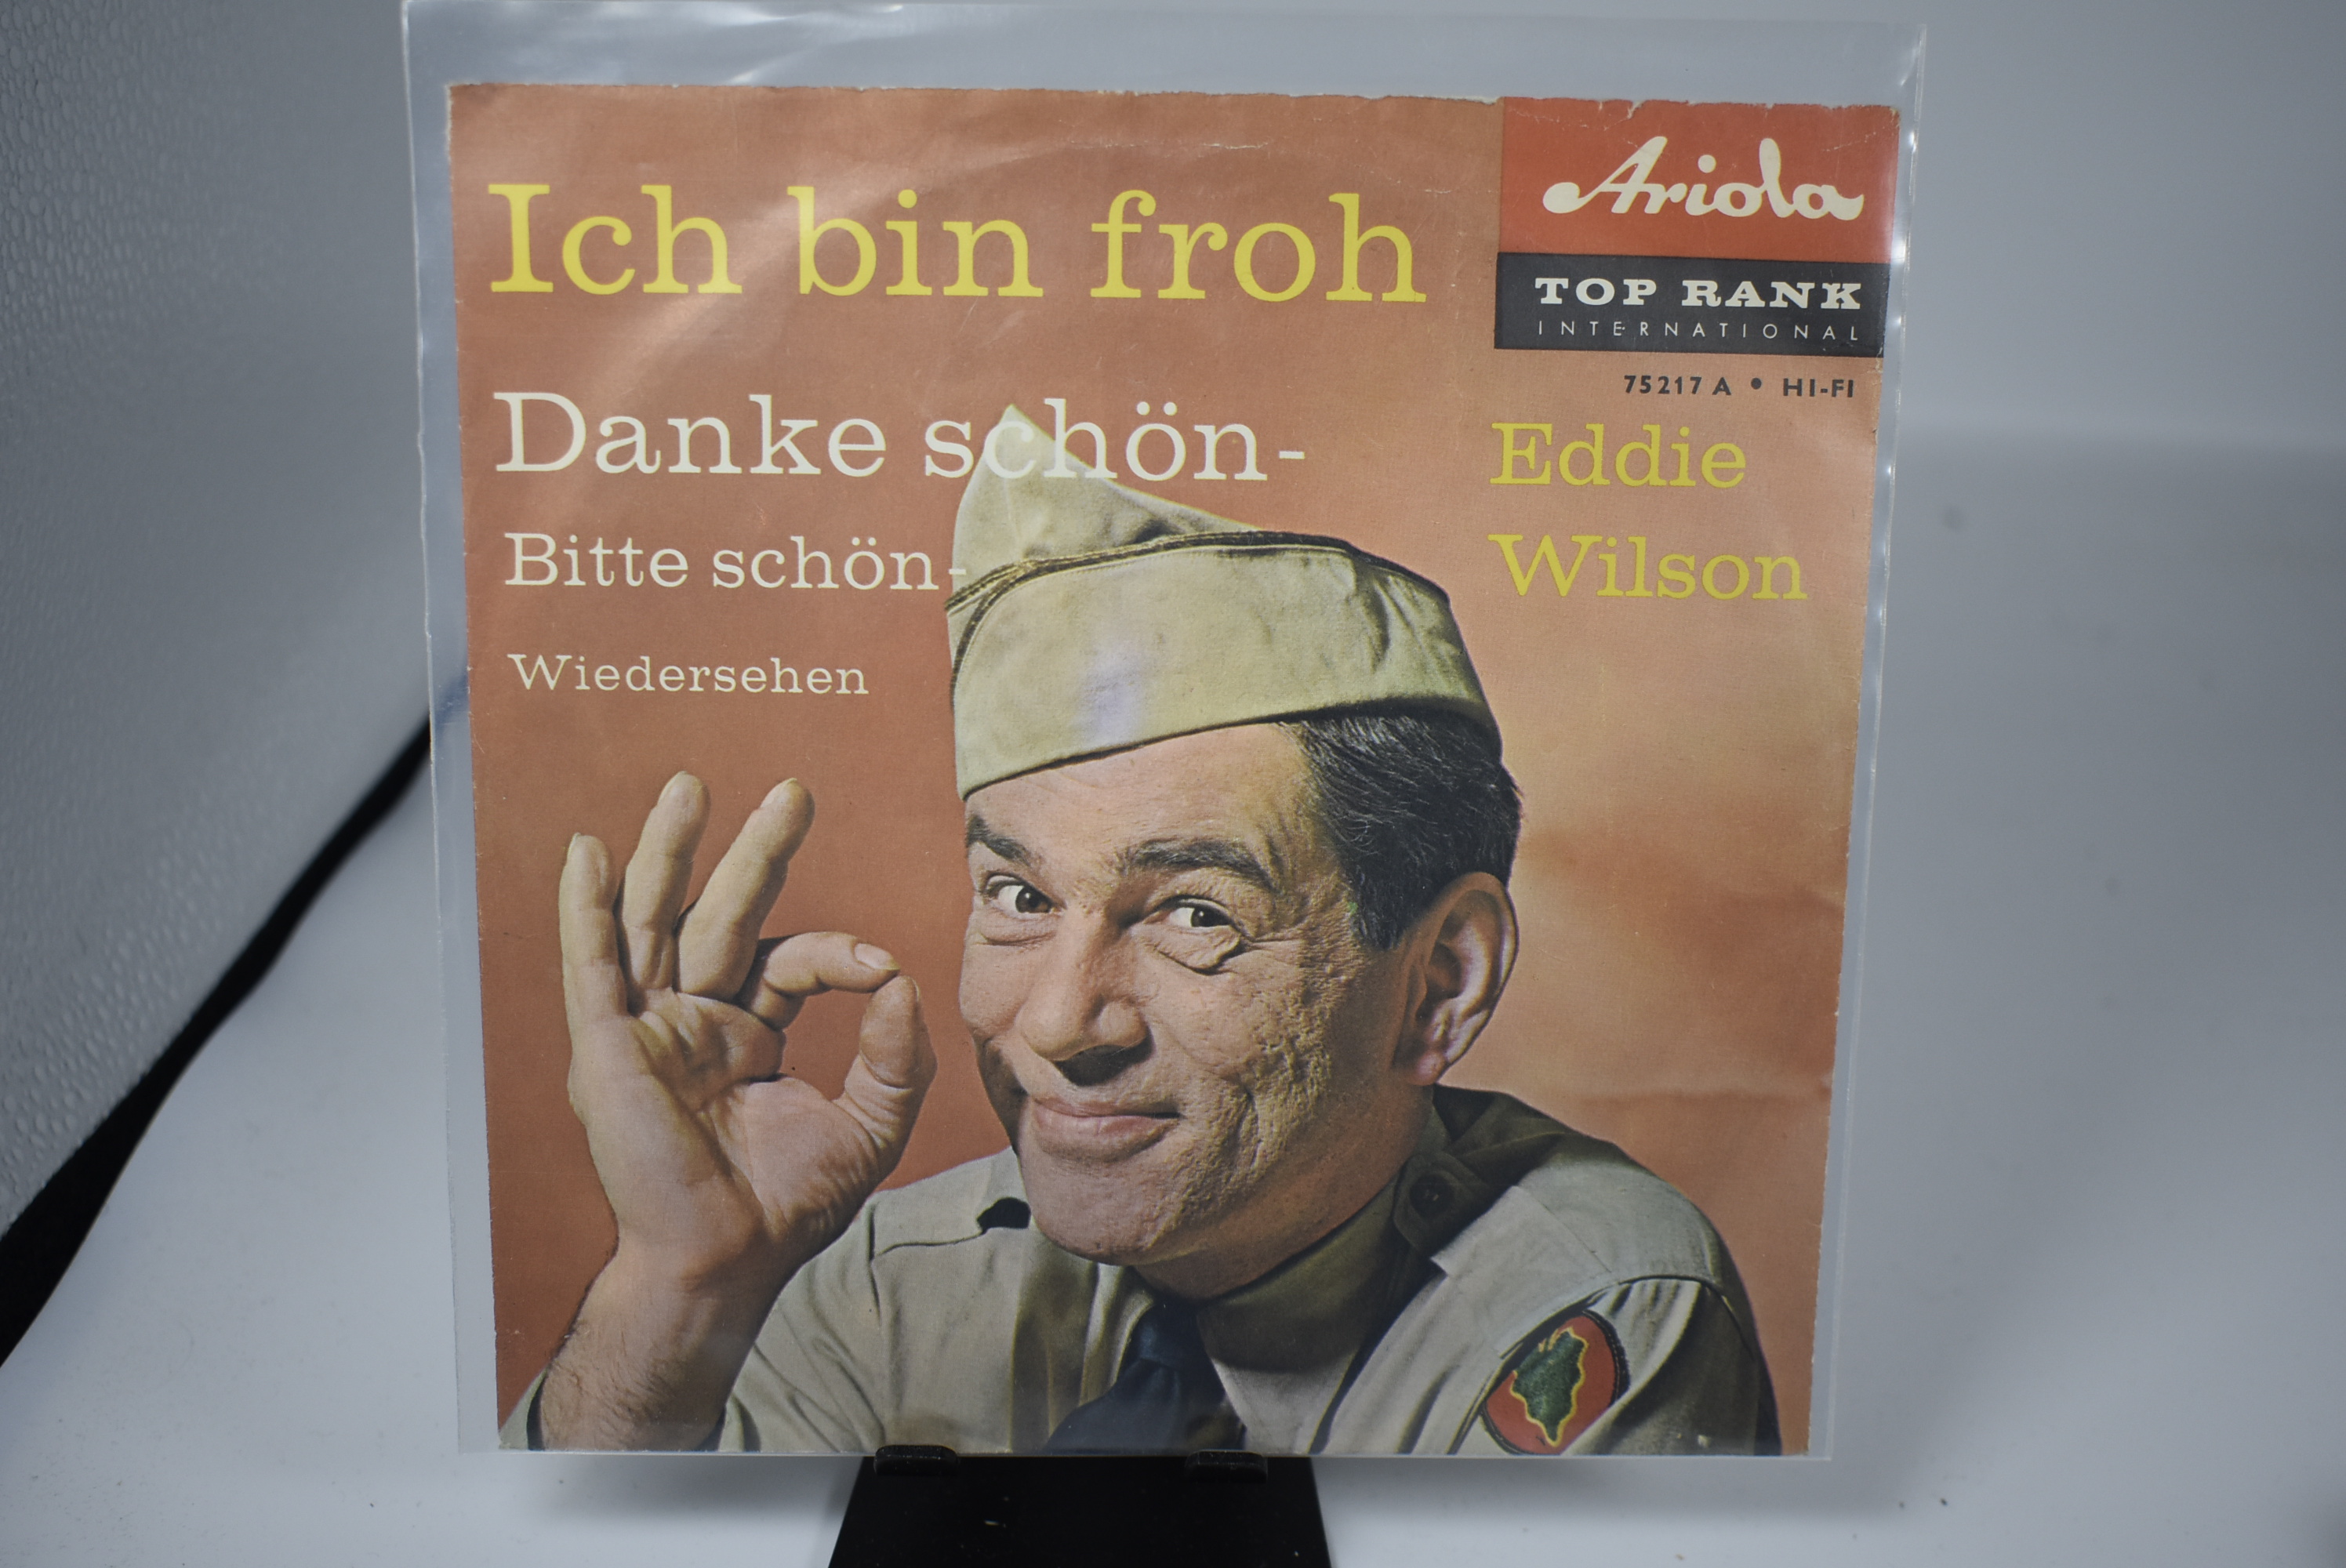 Ich bin froh
Ariola
TOP RANK
INTERNATIONAL
75217 A • HI-FI
Danke schön-
Bitte schön-
Wiedersehen
Eddie
Wilson